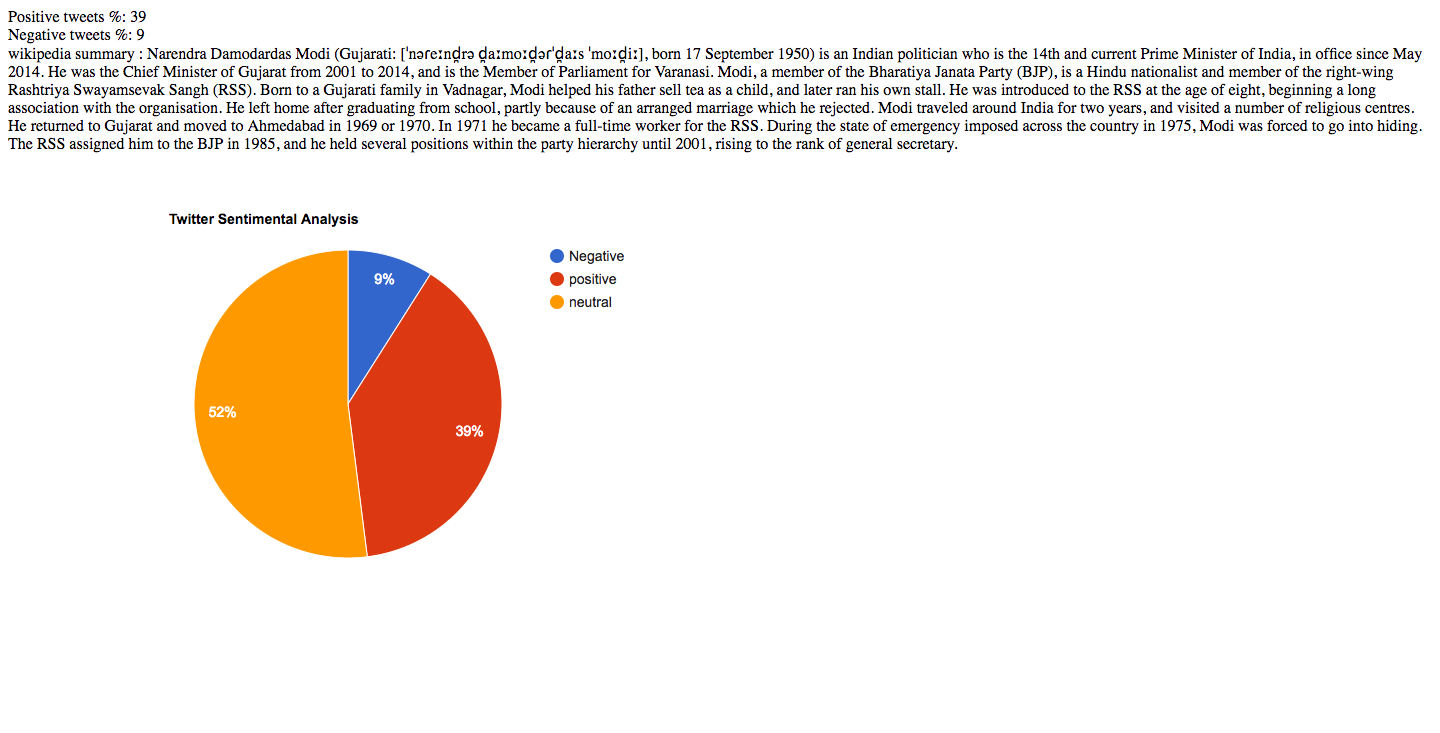 Positive tweets %: 39
Negative tweets %: 9
wikipedia summary : Narendra Damodardas Modi (Gujarati: ['nəreːnd̪rə d̪aːmoːd̪ər'd̪aːs 'moːd̪iː], born 17 September 1950) is an Indian politician who is the 14th and current Prime Minister of India, in office since May
2014. He was the Chief Minister of Gujarat from 2001 to 2014, and is the Member of Parliament for Varanasi. Modi, a member of the Bharatiya Janata Party (BJP), is a Hindu nationalist and member of the right-wing
Rashtriya Swayamsevak Sangh (RSS). Born to a Gujarati family in Vadnagar, Modi helped his father sell tea as a child, and later ran his own stall. He was introduced to the RSS at the age of eight, beginning a long
association with the organisation. He left home after graduating from school, partly because of an arranged marriage which he rejected. Modi traveled around India for two years, and visited a number of religious centres.
He returned to Gujarat and moved to Ahmedabad in 1969 or 1970. In 1971 he became a full-time worker for the RSS. During the state of emergency imposed across the country in 1975, Modi was forced to go into hiding.
The RSS assigned him to the BJP in 1985, and he held several positions within the party hierarchy until 2001, rising to the rank of general secretary.
Twitter Sentimental Analysis
Negative
positive
neutral
9%
52%
39%